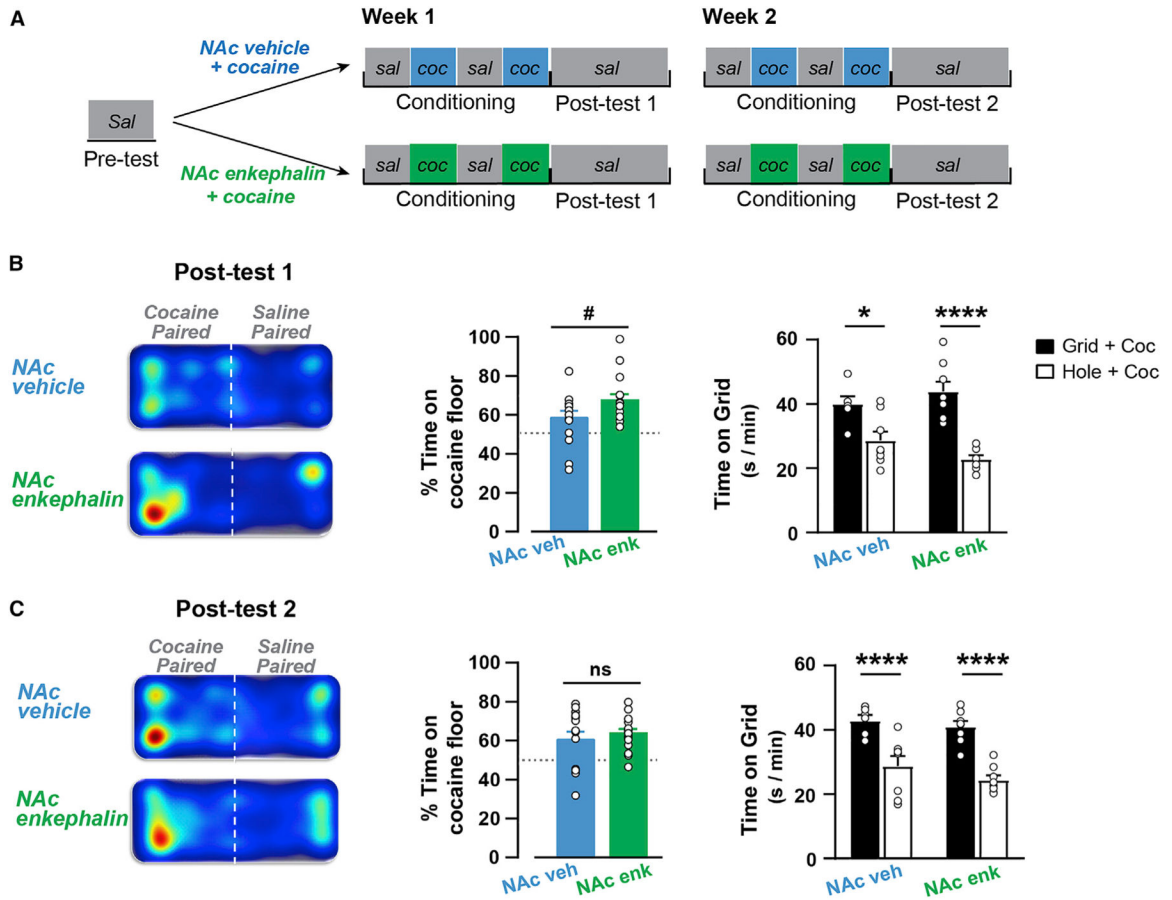 A
Week 1
Week 2
NAc vehicle
+ cocaine
sal coc sal coc sal
sal coc sal coc sal
Conditioning Post-test 1
Conditioning Post-test 2
Sal
Pre-test
NAc enkephalin
+ cocaine
sal coc sal coc sal
sal coc sal coc sal
Conditioning Post-test 1
Conditioning Post-test 2
B
Post-test 1
Cocaine
Paired
Saline
Paired
NAc
vehicle
NAc
enkephalin
% Time on
cocaine floor
100
80
60
40
20
0
#
NAc veh
NAc enk
Time on Grid
(s / min)
60
40
20
0
*
****
NAc veh
NAc enk
Grid + Coc
Hole + Coc
C
Post-test 2
Cocaine
Paired
Saline
Paired
NAc
vehicle
NAc
enkephalin
% Time on
cocaine floor
100
80
60
40
20
0
ns
NAc veh
NAc enk
Time on Grid
(s / min)
60
40
20
0
****
****
NAc veh
NAc enk